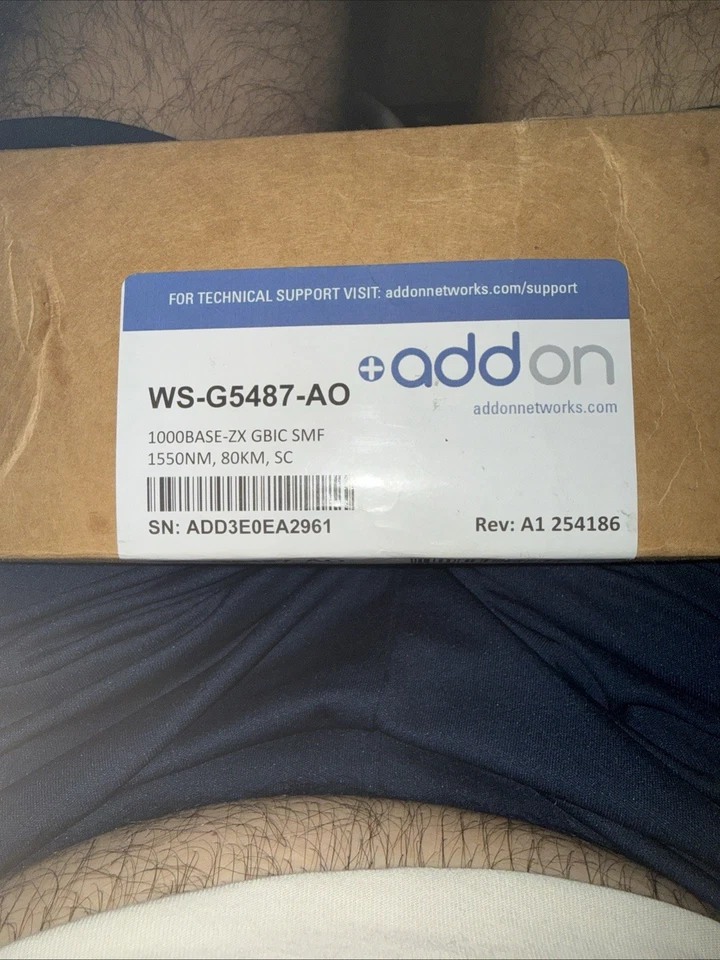 FOR TECHNICAL SUPPORT VISIT: addonnetworks.com/support
addon
addonnetworks.com
WS-G5487-AO
1000BASE-ZX GBIC SMF
1550NM, 80KM, SC
SN: ADD3E0EA2961
Rev: A1 254186